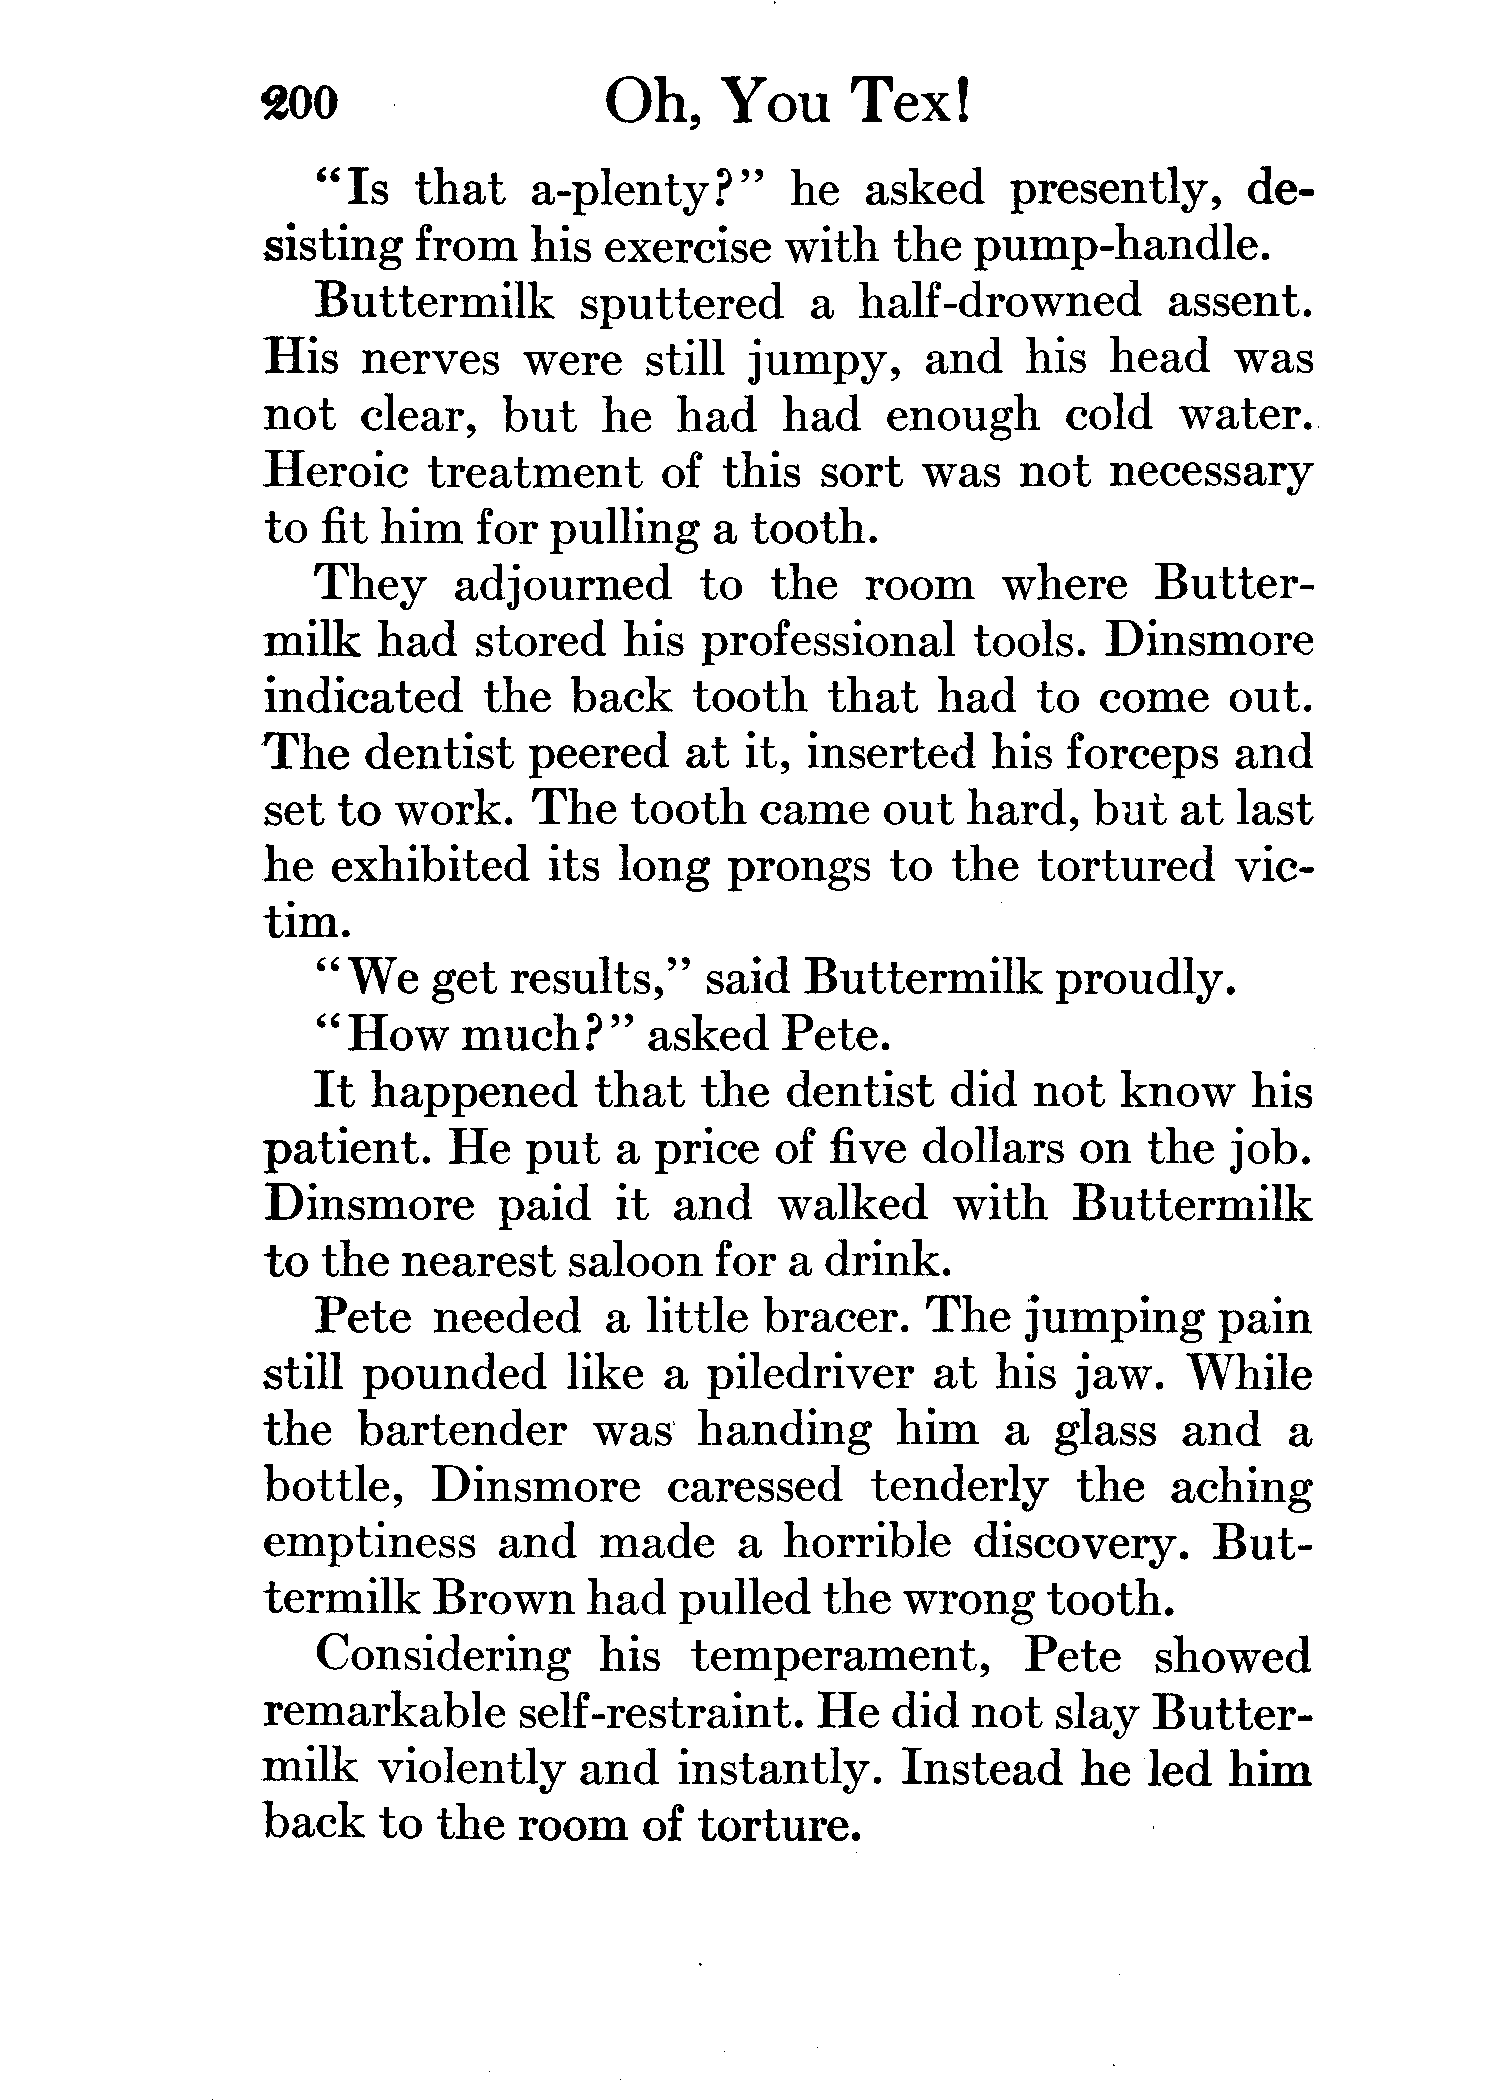 200 Oh, You Tex!
"Is that a-plenty?" he asked presently, de-
sisting from his exercise with the pump-handle.
Buttermilk sputtered a half-drowned assent.
His nerves were still jumpy, and his head was
not clear, but he had had enough cold water.
Heroic treatment of this sort was not necessary
to fit him for pulling a tooth.
They adjourned to the room where Butter-
milk had stored his professional tools. Dinsmore
indicated the back tooth that had to come out.
The dentist peered at it, inserted his forceps and
set to work. The tooth came out hard, but at last
he exhibited its long prongs to the tortured vic-
tim.
"We get results," said Buttermilk proudly.
"How much?" asked Pete.
It happened that the dentist did not know his
patient. He put a price of five dollars on the job.
Dinsmore paid it and walked with Buttermilk
to the nearest saloon for a drink.
Pete needed a little bracer. The jumping pain
still pounded like a piledriver at his jaw. While
the bartender was handing him a glass and a
bottle, Dinsmore caressed tenderly the aching
emptiness and made a horrible discovery. But-
termilk Brown had pulled the wrong tooth.
Considering his temperament, Pete showed
remarkable self-restraint. He did not slay Butter-
milk violently and instantly. Instead he led him
back to the room of torture.